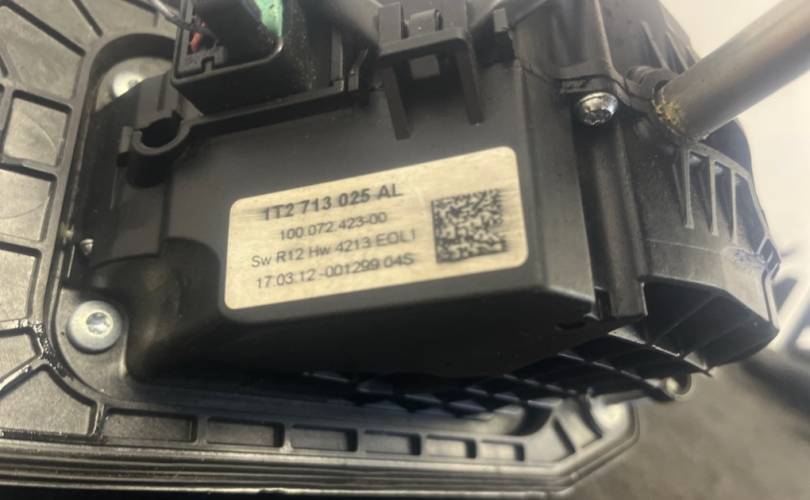 1T2 713 025 AL
100.072.423-00
Sw R12 Hw 4213 EOL1
17.03.12 -001299 04S